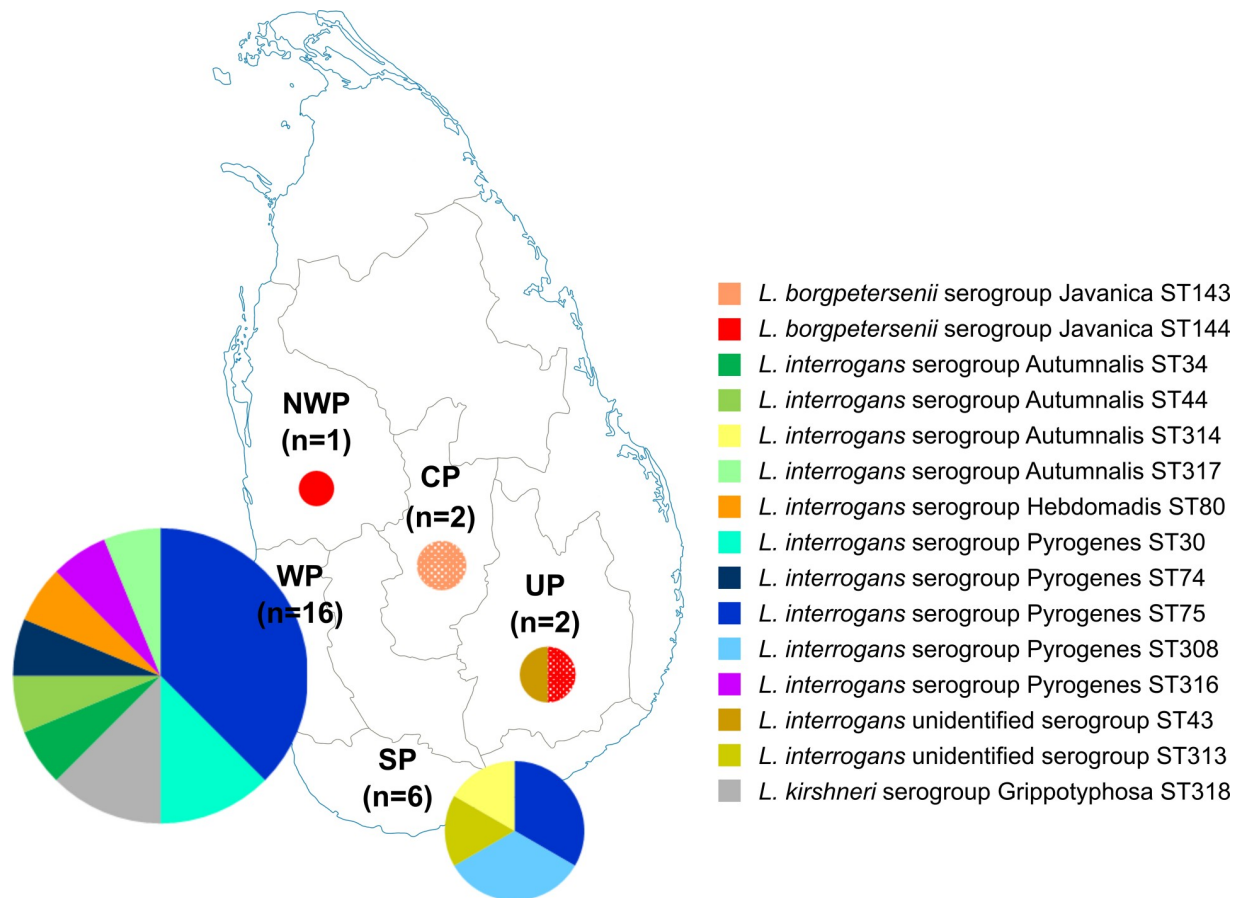 NWP
(n=1)
CP
(n=2)
WP
(n=16)
UP
(n=2)
SP
(n=6)
L. borgpetersenii serogroup Javanica ST143
L. borgpetersenii serogroup Javanica ST144
L. interrogans serogroup Autumnalis ST34
L. interrogans serogroup Autumnalis ST44
L. interrogans serogroup Autumnalis ST314
L. interrogans serogroup Autumnalis ST317
L. interrogans serogroup Hebdomadis ST80
L. interrogans serogroup Pyrogenes ST30
L. interrogans serogroup Pyrogenes ST74
L. interrogans serogroup Pyrogenes ST75
L. interrogans serogroup Pyrogenes ST308
L. interrogans serogroup Pyrogenes ST316
L. interrogans unidentified serogroup ST43
L. interrogans unidentified serogroup ST313
L. kirshneri serogroup Grippotyphosa ST318